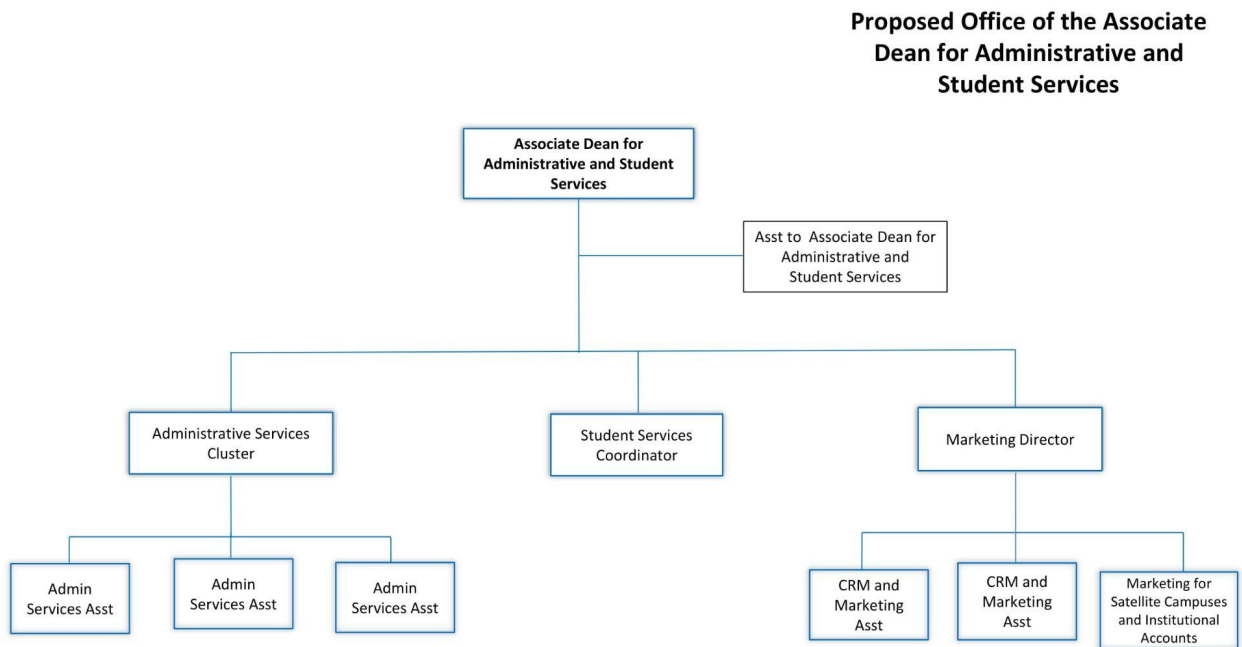 Proposed Office of the Associate
Dean for Administrative and
Student Services
Associate Dean for
Administrative and Student
Services
Asst to  Associate Dean for
Administrative and
Student Services
Administrative Services
Cluster
Student Services
Coordinator
Marketing Director
Admin
Services Asst
Admin
Services Asst
Admin
Services Asst
CRM and
Marketing
Asst
CRM and
Marketing
Asst
Marketing for
Satellite Campuses
and Institutional
Accounts